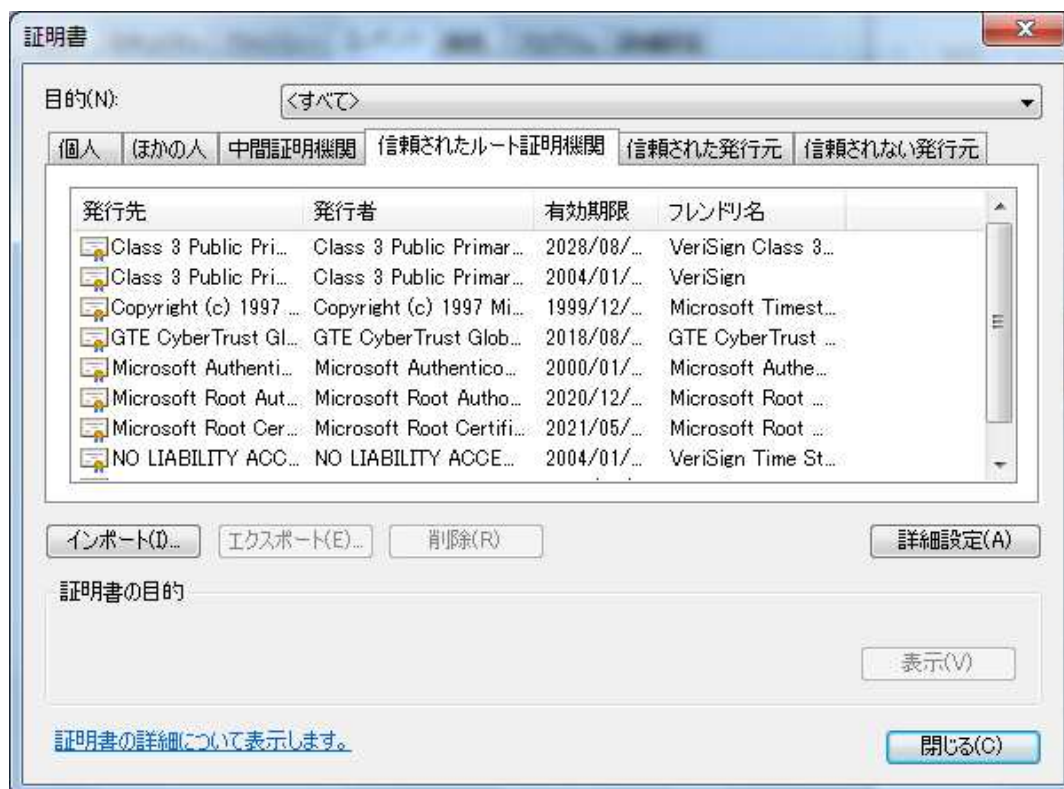 証明書
目的(N): <すべて>
個人 ほかの人 中間証明機関 信頼されたルート証明機関 信頼された発行元 信頼されない発行元
発行先 発行者 有効期限 フレンドリ名
Class 3 Public Pri... Class 3 Public Primar... 2028/08/... VeriSign Class 3...
Class 3 Public Pri... Class 3 Public Primar... 2004/01/... VeriSign
Copyright (c) 1997 ... Copyright (c) 1997 Mi... 1999/12/... Microsoft Timest...
GTE CyberTrust Gl... GTE CyberTrust Glob... 2018/08/... GTE CyberTrust ...
Microsoft Authenti... Microsoft Authentico... 2000/01/... Microsoft Authe...
Microsoft Root Aut... Microsoft Root Autho... 2020/12/... Microsoft Root ...
Microsoft Root Cer... Microsoft Root Certifi... 2021/05/... Microsoft Root ...
NO LIABILITY ACC... NO LIABILITY ACCE... 2004/01/... VeriSign Time St...
インポート(I)... エクスポート(E)... 削除(R) 詳細設定(A)
証明書の目的
表示(V)
証明書の詳細について表示します。
閉じる(C)